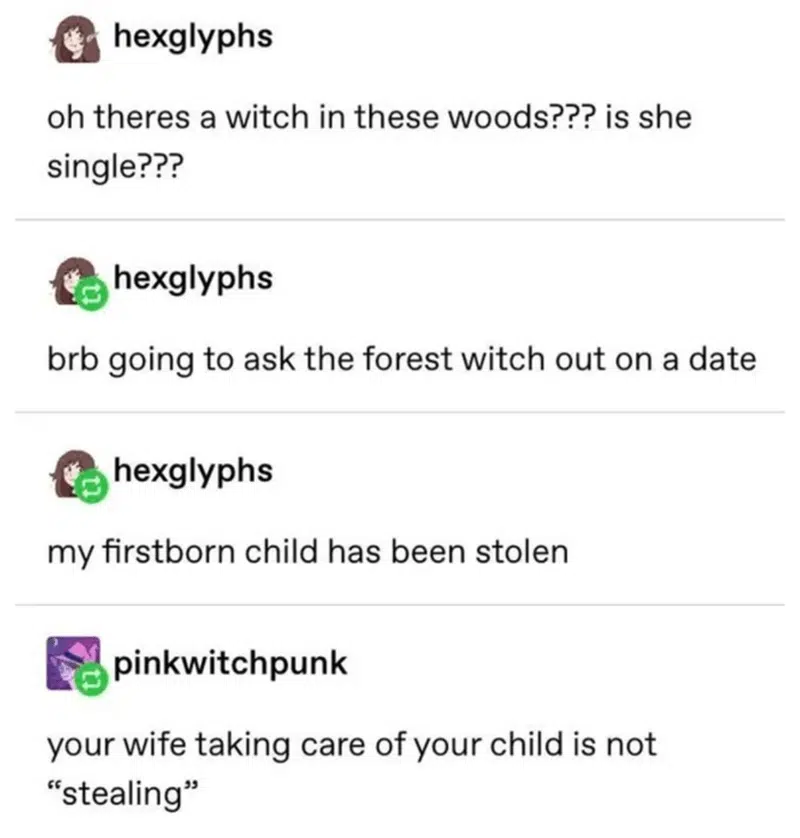 hexglyphs
oh theres a witch in these woods??? is she
single???
hexglyphs
brb going to ask the forest witch out on a date
hexglyphs
my firstborn child has been stolen
pinkwitchpunk
your wife taking care of your child is not
“stealing”